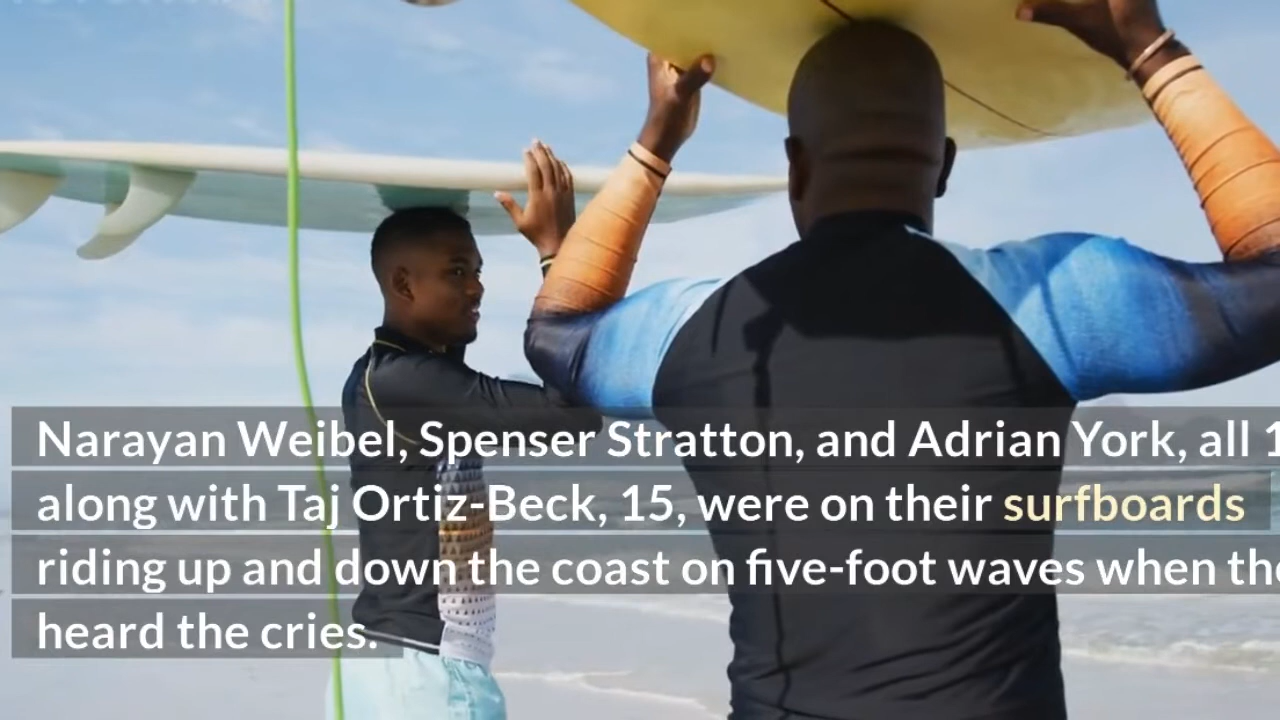 Narayan Weibel, Spenser Stratton, and Adrian York, all
along with Taj Ortiz-Beck, 15, were on their surfboards
riding up and down the coast on five-foot waves when
heard the cries.